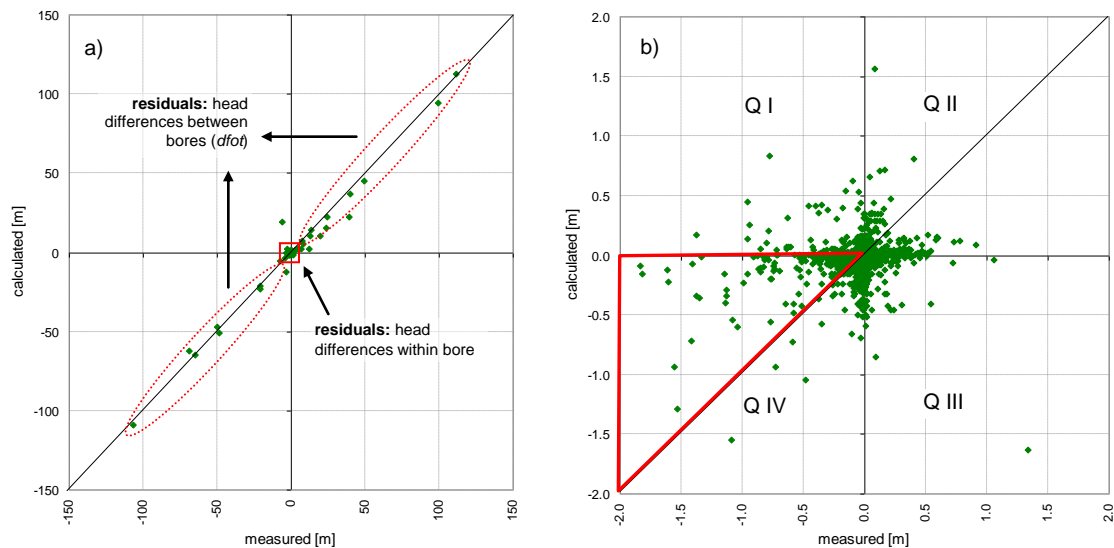 a)
150
100
50
0
-50
-100
-150
calculated [m]
-150
-100
-50
0
50
100
150
measured [m]
residuals: head
differences between
bores (dfot)
residuals: head
differences within bore
b)
2.0
1.5
1.0
0.5
0.0
-0.5
-1.0
-1.5
-2.0
calculated [m]
-2.0
-1.5
-1.0
-0.5
0.0
0.5
1.0
1.5
2.0
measured [m]
Q I
Q II
Q IV
Q III